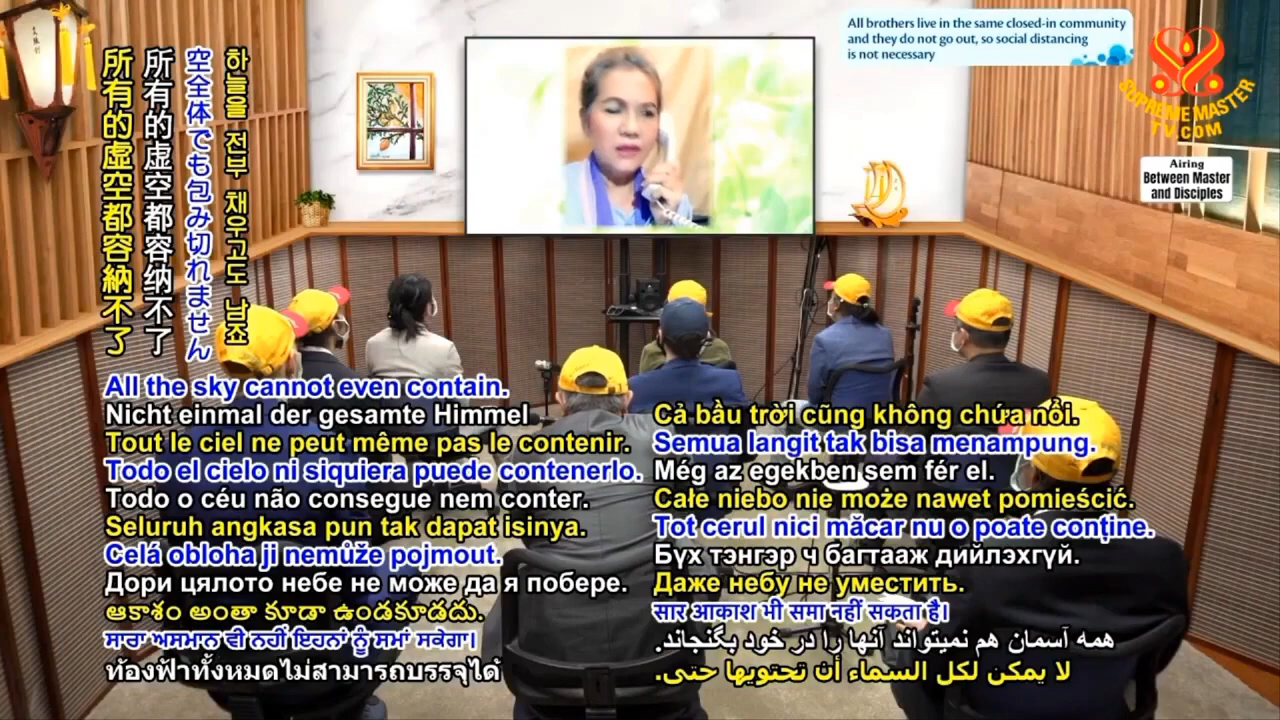 All brothers live in the same closed-in community
and they do not go out, so social distancing
is not necessary
SUPREME MASTER
TV.COM
Airing
Between Master
and Disciples
하늘을 전부 채우고도 남죠
空全体でも包み切れません
所有的虚空都容纳不了
所有的虛空都容納不了
All the sky cannot even contain.
Nicht einmal der gesamte Himmel
Tout le ciel ne peut même pas le contenir.
Todo el cielo ni siquiera puede contenerlo.
Todo o céu não consegue nem conter.
Seluruh angkasa pun tak dapat isinya.
Celá obloha ji nemůže pojmout.
Дори цялото небе не може да я побере.
ఆకాశం అంతా కూడా ఉండకూడదు.
ਸਾਰਾ ਅਸਮਾਨ ਵੀ ਨਹੀਂ ਇਹਨਾਂ ਨੂੰ ਸਮਾਂ ਸਕੇਗਾ।
ท้องฟ้าทั้งหมดไม่สามารถบรรจุได้
Cả bầu trời cũng không chứa nổi.
Semua langit tak bisa menampung.
Még az egekben sem fér el.
Całe niebo nie może nawet pomieścić.
Tot cerul nici măcar nu o poate conține.
Бүх тэнгэр ч багтааж дийлэхгүй.
Даже небу не уместить.
सार आकाश भी समा नहीं सकता है।
همه آسمان هم نمیتواند آنها را در خود بگنجاند.
لا يمكن لكل السماء أن تحتويها حتى.